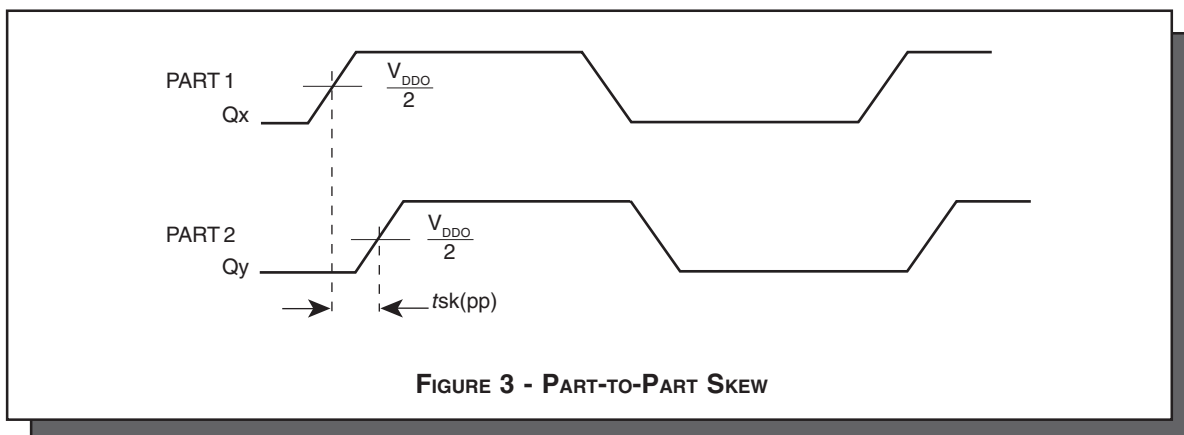 PART 1
V_DDO
2
Qx
PART 2
V_DDO
2
Qy
tsk(pp)
FIGURE 3 - PART-TO-PART SKEW